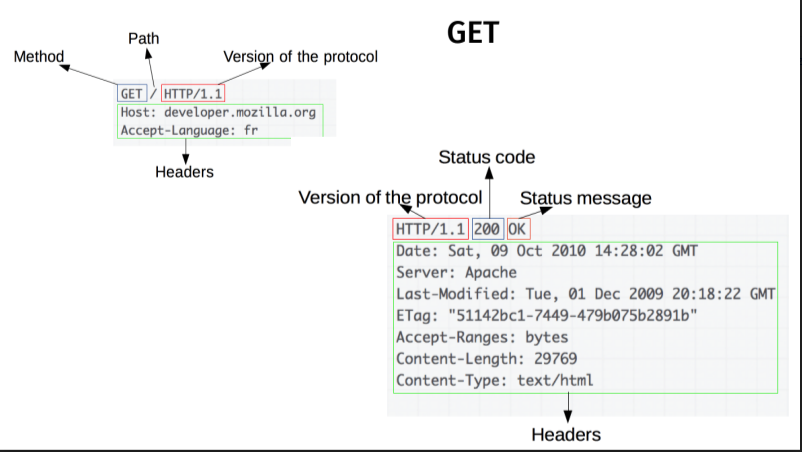 GET
Path
Method
Version of the protocol
GET / HTTP/1.1
Host: developer.mozilla.org
Accept-Language: fr
Headers
Status code
Version of the protocol
Status message
HTTP/1.1 200 OK
Date: Sat, 09 Oct 2010 14:28:02 GMT
Server: Apache
Last-Modified: Tue, 01 Dec 2009 20:18:22 GMT
ETag: "51142bc1-7449-479b075b2891b"
Accept-Ranges: bytes
Content-Length: 29769
Content-Type: text/html
Headers